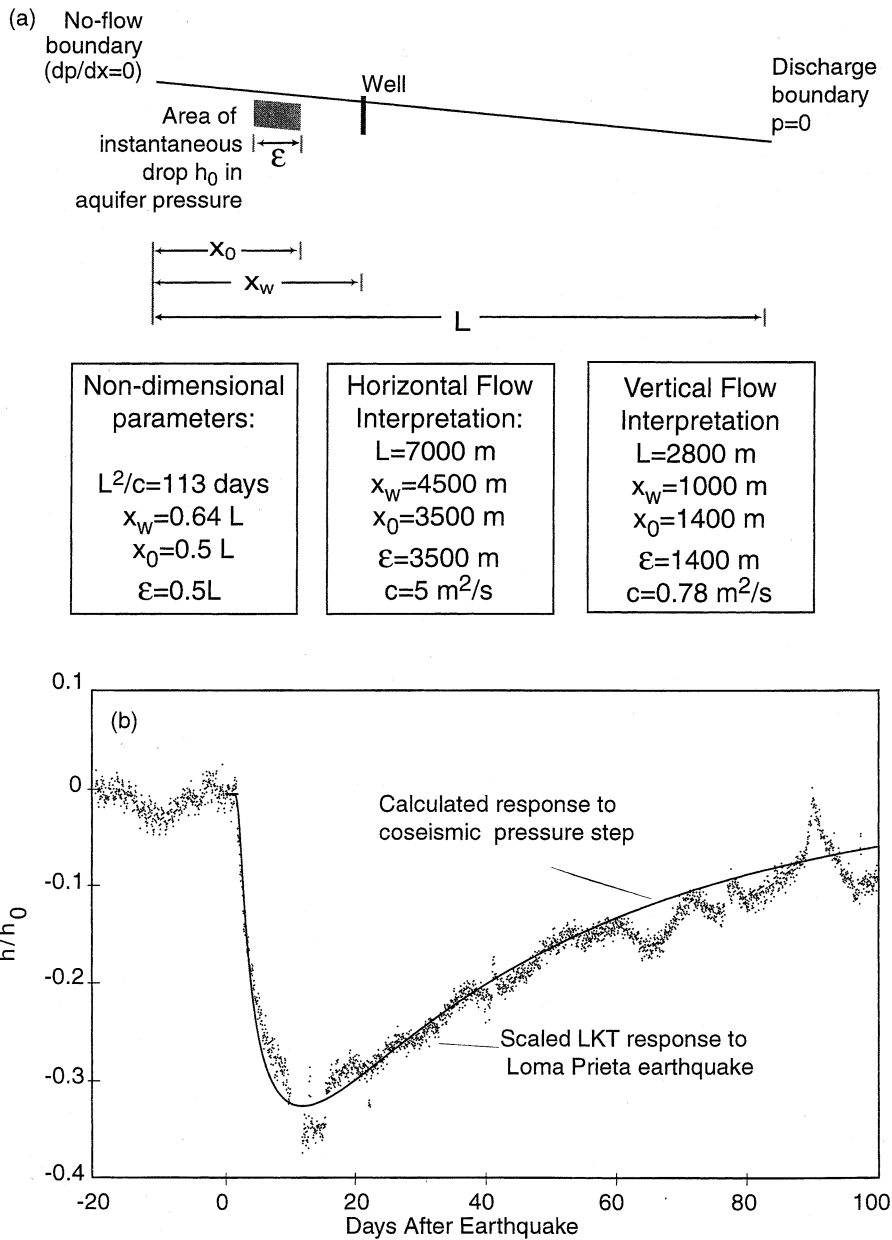 (a)
No-flow
boundary
(dp/dx=0)
Well
Discharge
boundary
p=0
Area of
instantaneous
drop h₀ in
aquifer pressure
ε
x₀
x_w
L
Non-dimensional
parameters:
L²/c=113 days
x_w=0.64 L
x₀=0.5 L
ε=0.5L
Horizontal Flow
Interpretation:
L=7000 m
x_w=4500 m
x₀=3500 m
ε=3500 m
c=5 m²/s
Vertical Flow
Interpretation
L=2800 m
x_w=1000 m
x₀=1400 m
ε=1400 m
c=0.78 m²/s
(b)
0.1
0
-0.1
-0.2
-0.3
-0.4
h/h₀
Calculated response to
coseismic pressure step
Scaled LKT response to
Loma Prieta earthquake
-20 0 20 40 60 80 100
Days After Earthquake